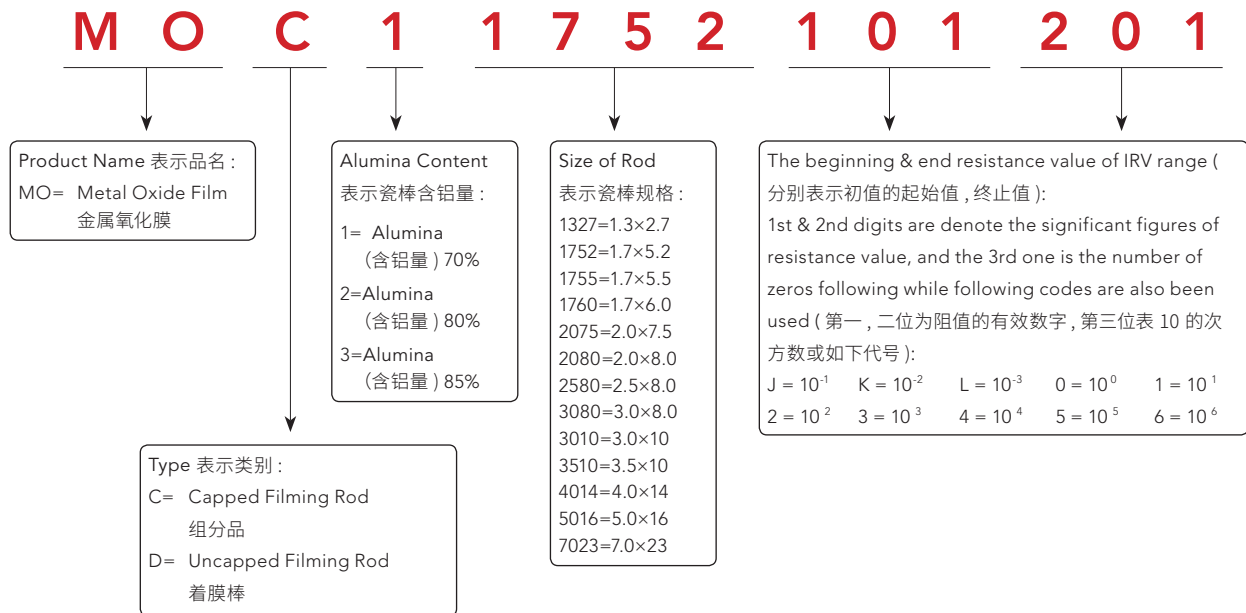 M O C 1 1 7 5 2 1 0 1 2 0 1
Product Name 表示品名 :
MO= Metal Oxide Film
金属氧化膜
Alumina Content
表示瓷棒含铝量 :
1= Alumina
(含铝量 ) 70%
2=Alumina
(含铝量 ) 80%
3=Alumina
(含铝量 ) 85%
Size of Rod
表示瓷棒规格 :
1327=1.3×2.7
1752=1.7×5.2
1755=1.7×5.5
1760=1.7×6.0
2075=2.0×7.5
2080=2.0×8.0
2580=2.5×8.0
3080=3.0×8.0
3010=3.0×10
3510=3.5×10
4014=4.0×14
5016=5.0×16
7023=7.0×23
The beginning & end resistance value of IRV range (
分别表示初值的起始值 , 终止值 ):
1st & 2nd digits are denote the significant figures of
resistance value, and the 3rd one is the number of
zeros following while following codes are also been
used ( 第一 , 二位为阻值的有效数字 , 第三位表 10 的次
方数或如下代号 ):
J = 10⁻¹ K = 10⁻² L = 10⁻³ 0 = 10⁰ 1 = 10¹
2 = 10² 3 = 10³ 4 = 10⁴ 5 = 10⁵ 6 = 10⁶
Type 表示类别 :
C= Capped Filming Rod
组分品
D= Uncapped Filming Rod
着膜棒